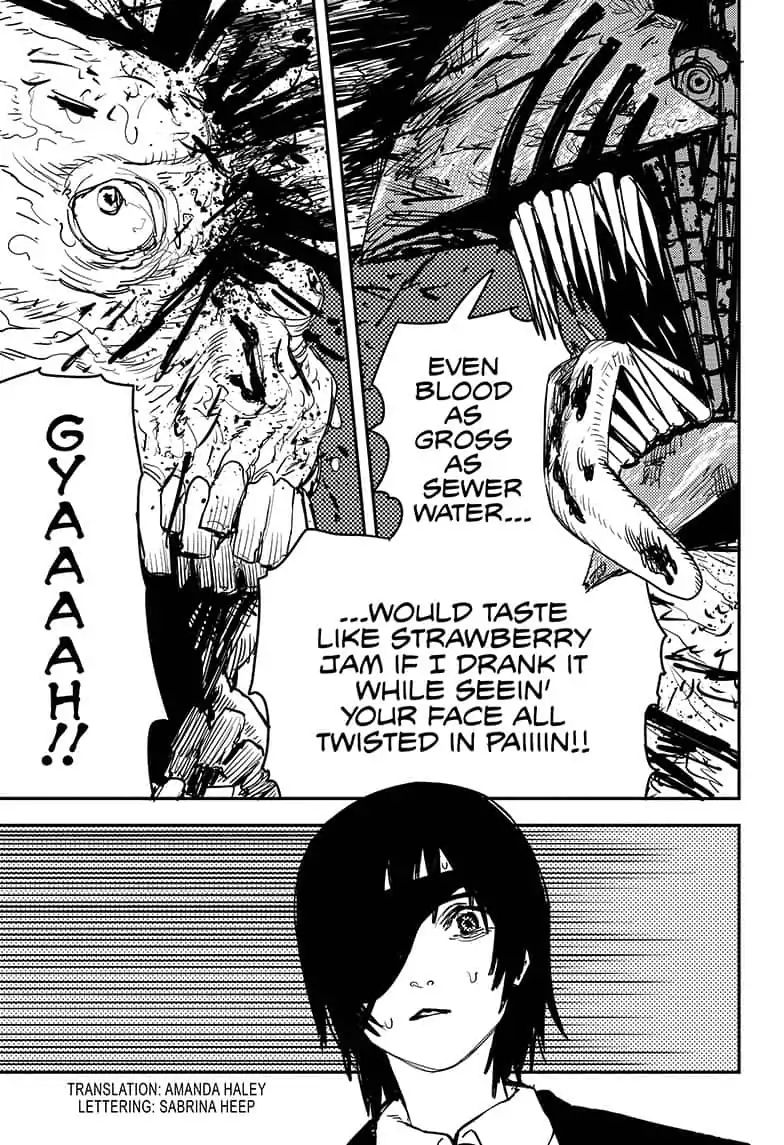 EVEN
BLOOD
AS
GROSS
AS
SEWER
WATER...
...WOULD TASTE
LIKE STRAWBERRY
JAM IF I DRANK IT
WHILE SEEIN'
YOUR FACE ALL
TWISTED IN PAIIIIN!!
GYAAAAH!!
TRANSLATION: AMANDA HALEY
LETTERING: SABRINA HEEP